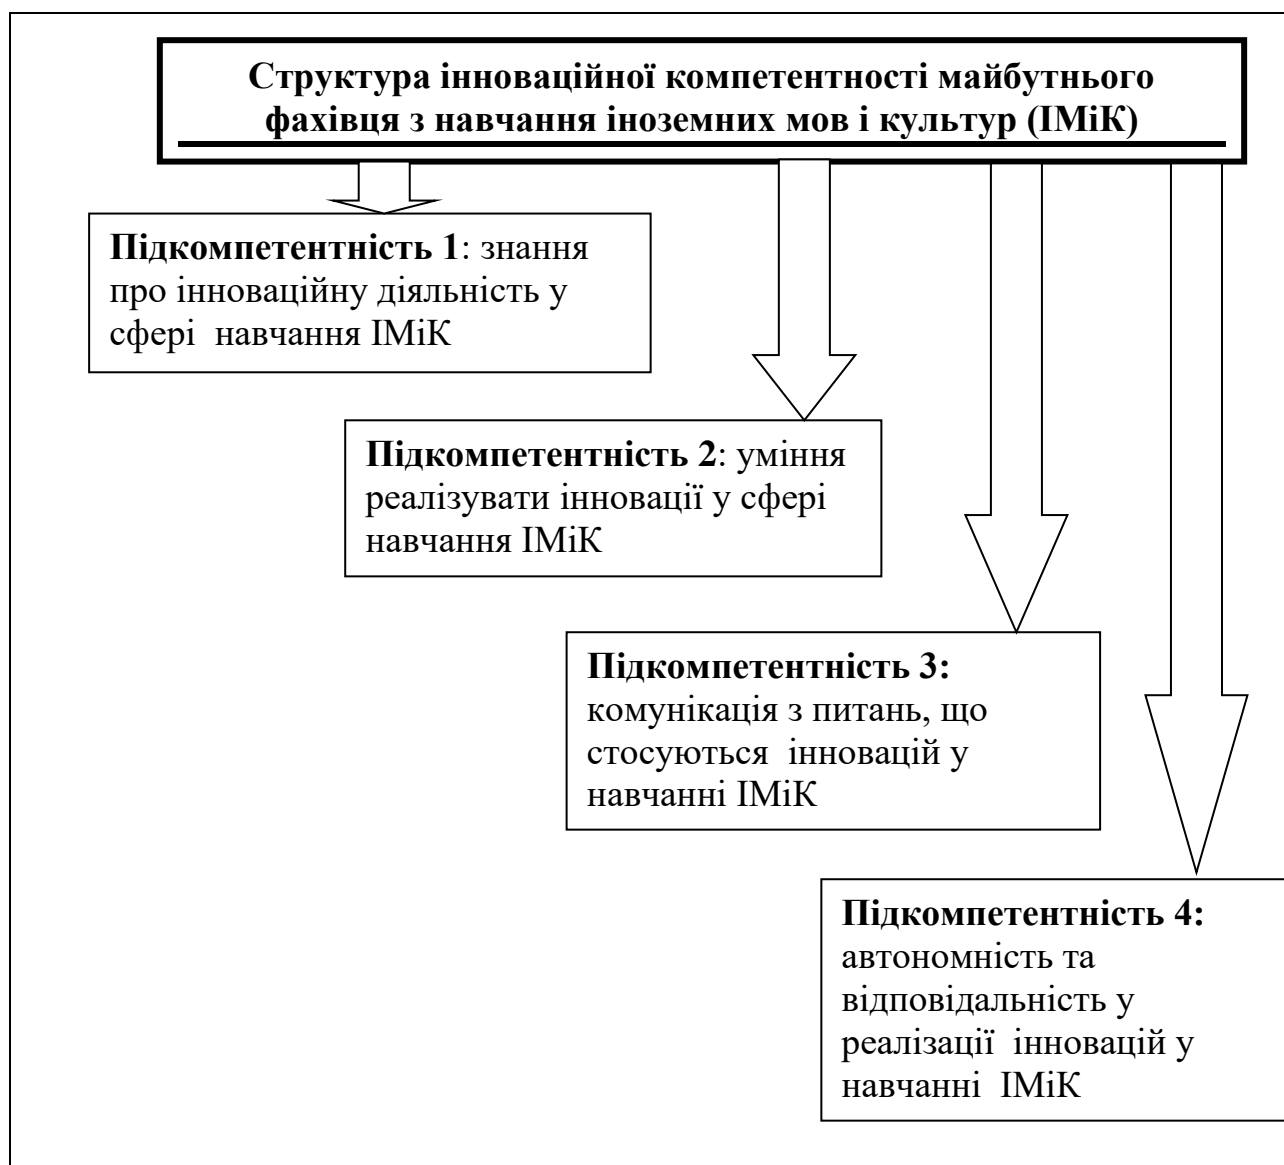 Структура інноваційної компетентності майбутнього
фахівця з навчання іноземних мов і культур (ІМіК)
Підкомпетентність 1: знання
про інноваційну діяльність у
сфері навчання ІМіК
Підкомпетентність 2: уміння
реалізувати інновації у сфері
навчання ІМіК
Підкомпетентність 3:
комунікація з питань, що
стосуються інновацій у
навчанні ІМіК
Підкомпетентність 4:
автономність та
відповідальність у
реалізації інновацій у
навчанні ІМіК